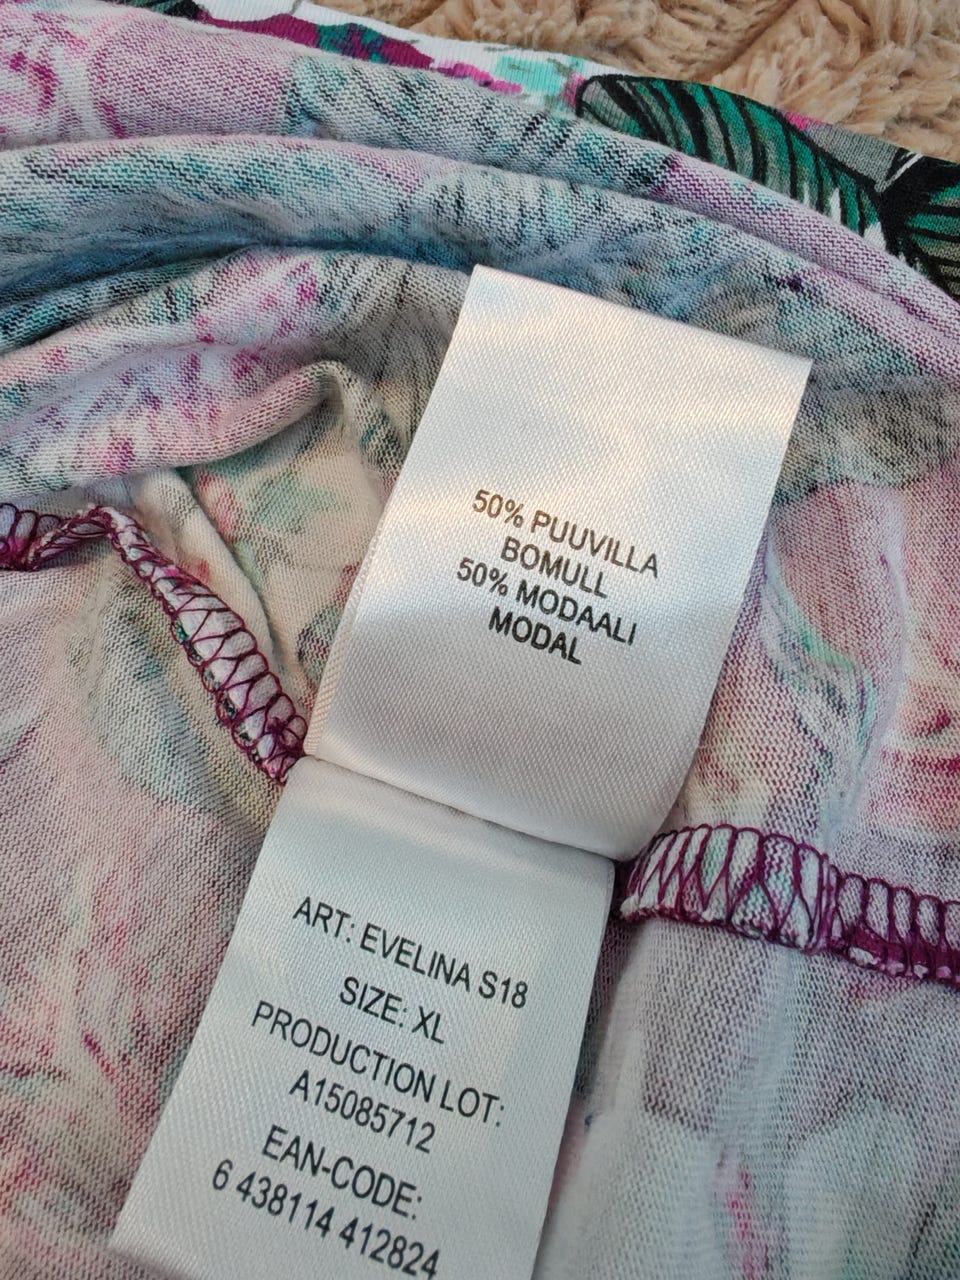 50% PUUVILLA
BOMULL
50% MODAALI
MODAL
ART: EVELINA S18
SIZE: XL
PRODUCTION LOT:
A15085712
EAN-CODE:
6 438114 412824